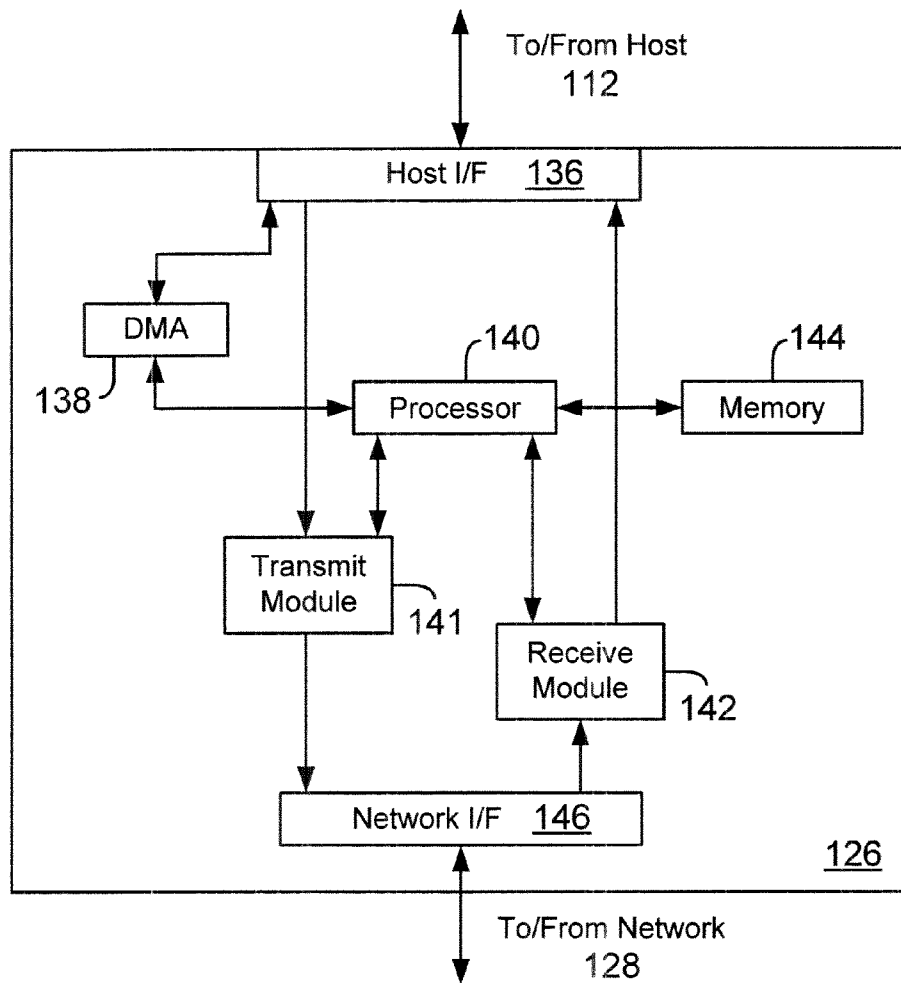 To/From Host
112
Host I/F 136
DMA
138
140
Processor
144
Memory
Transmit
Module
141
Receive
Module
142
Network I/F 146
126
To/From Network
128